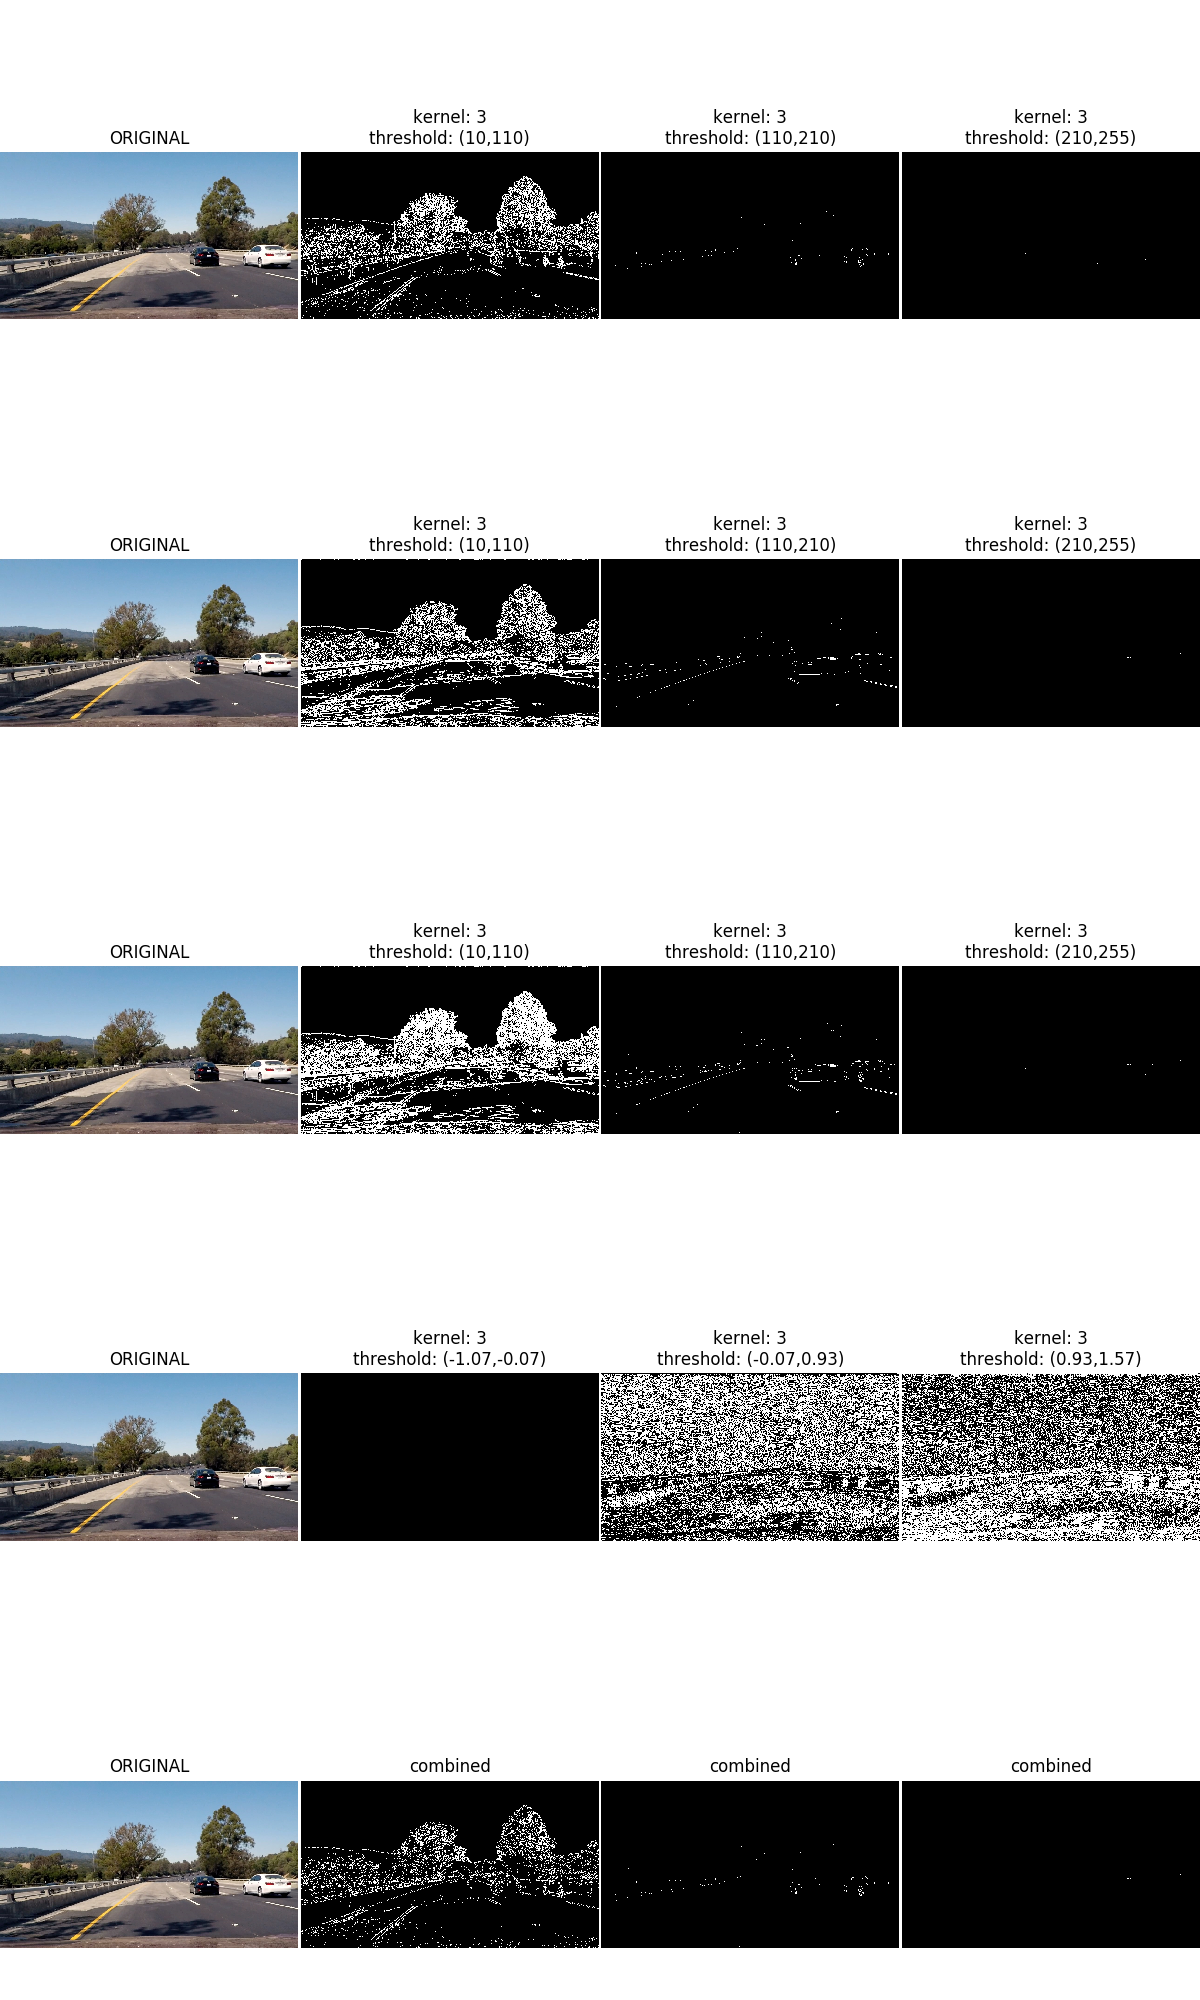 ORIGINAL
kernel: 3
threshold: (10,110)
kernel: 3
threshold: (110,210)
kernel: 3
threshold: (210,255)
ORIGINAL
kernel: 3
threshold: (10,110)
kernel: 3
threshold: (110,210)
kernel: 3
threshold: (210,255)
ORIGINAL
kernel: 3
threshold: (10,110)
kernel: 3
threshold: (110,210)
kernel: 3
threshold: (210,255)
ORIGINAL
kernel: 3
threshold: (-1.07,-0.07)
kernel: 3
threshold: (-0.07,0.93)
kernel: 3
threshold: (0.93,1.57)
ORIGINAL
combined
combined
combined